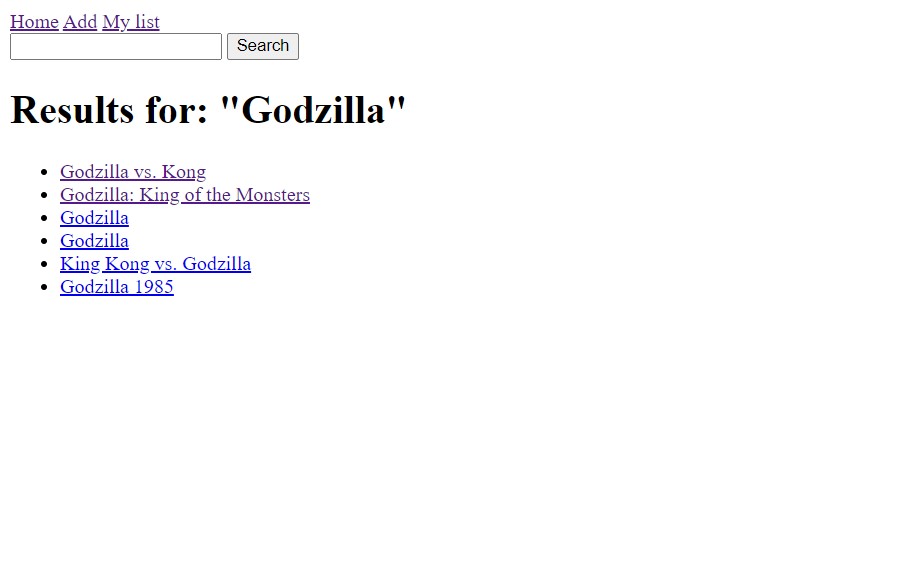 Home Add My list
Search
Results for: "Godzilla"
Godzilla vs. Kong
Godzilla: King of the Monsters
Godzilla
Godzilla
King Kong vs. Godzilla
Godzilla 1985